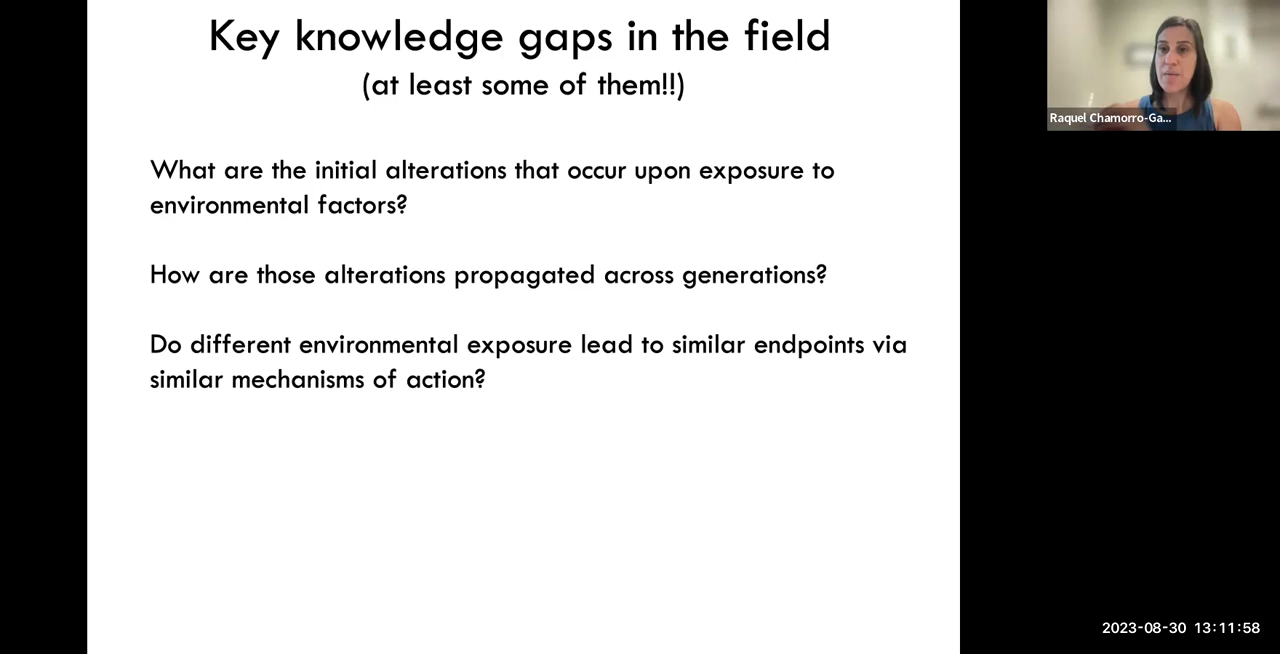 Key knowledge gaps in the field
(at least some of them!!)
What are the initial alterations that occur upon exposure to
environmental factors?
How are those alterations propagated across generations?
Do different environmental exposure lead to similar endpoints via
similar mechanisms of action?
Raquel Chamorro-Ga...
2023-08-30 13:11:58